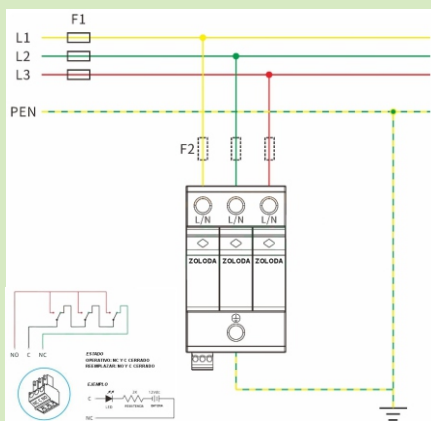 F1
L1
L2
L3
PEN
F2
L/N L/N L/N
ZOLODA ZOLODA ZOLODA
NO C NC
ESTADO
OPERATIVO: NC Y C CERRADO
REEMPLAZAR: NO Y C CERRADO
EJEMPLO
C
LED
NC